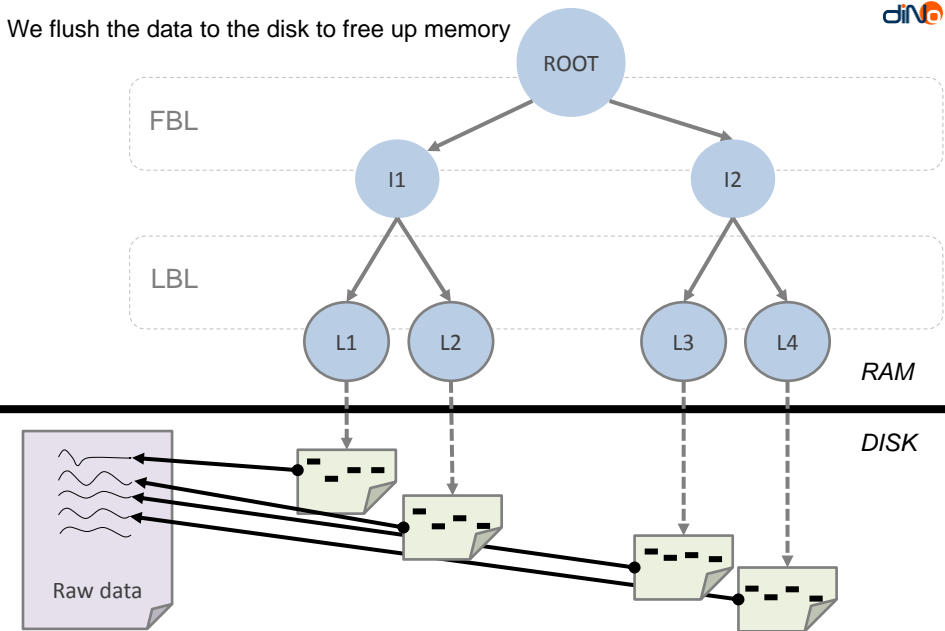 We flush the data to the disk to free up memory
diNo
ROOT
FBL
I1
I2
LBL
L1
L2
L3
L4
RAM
DISK
Raw data